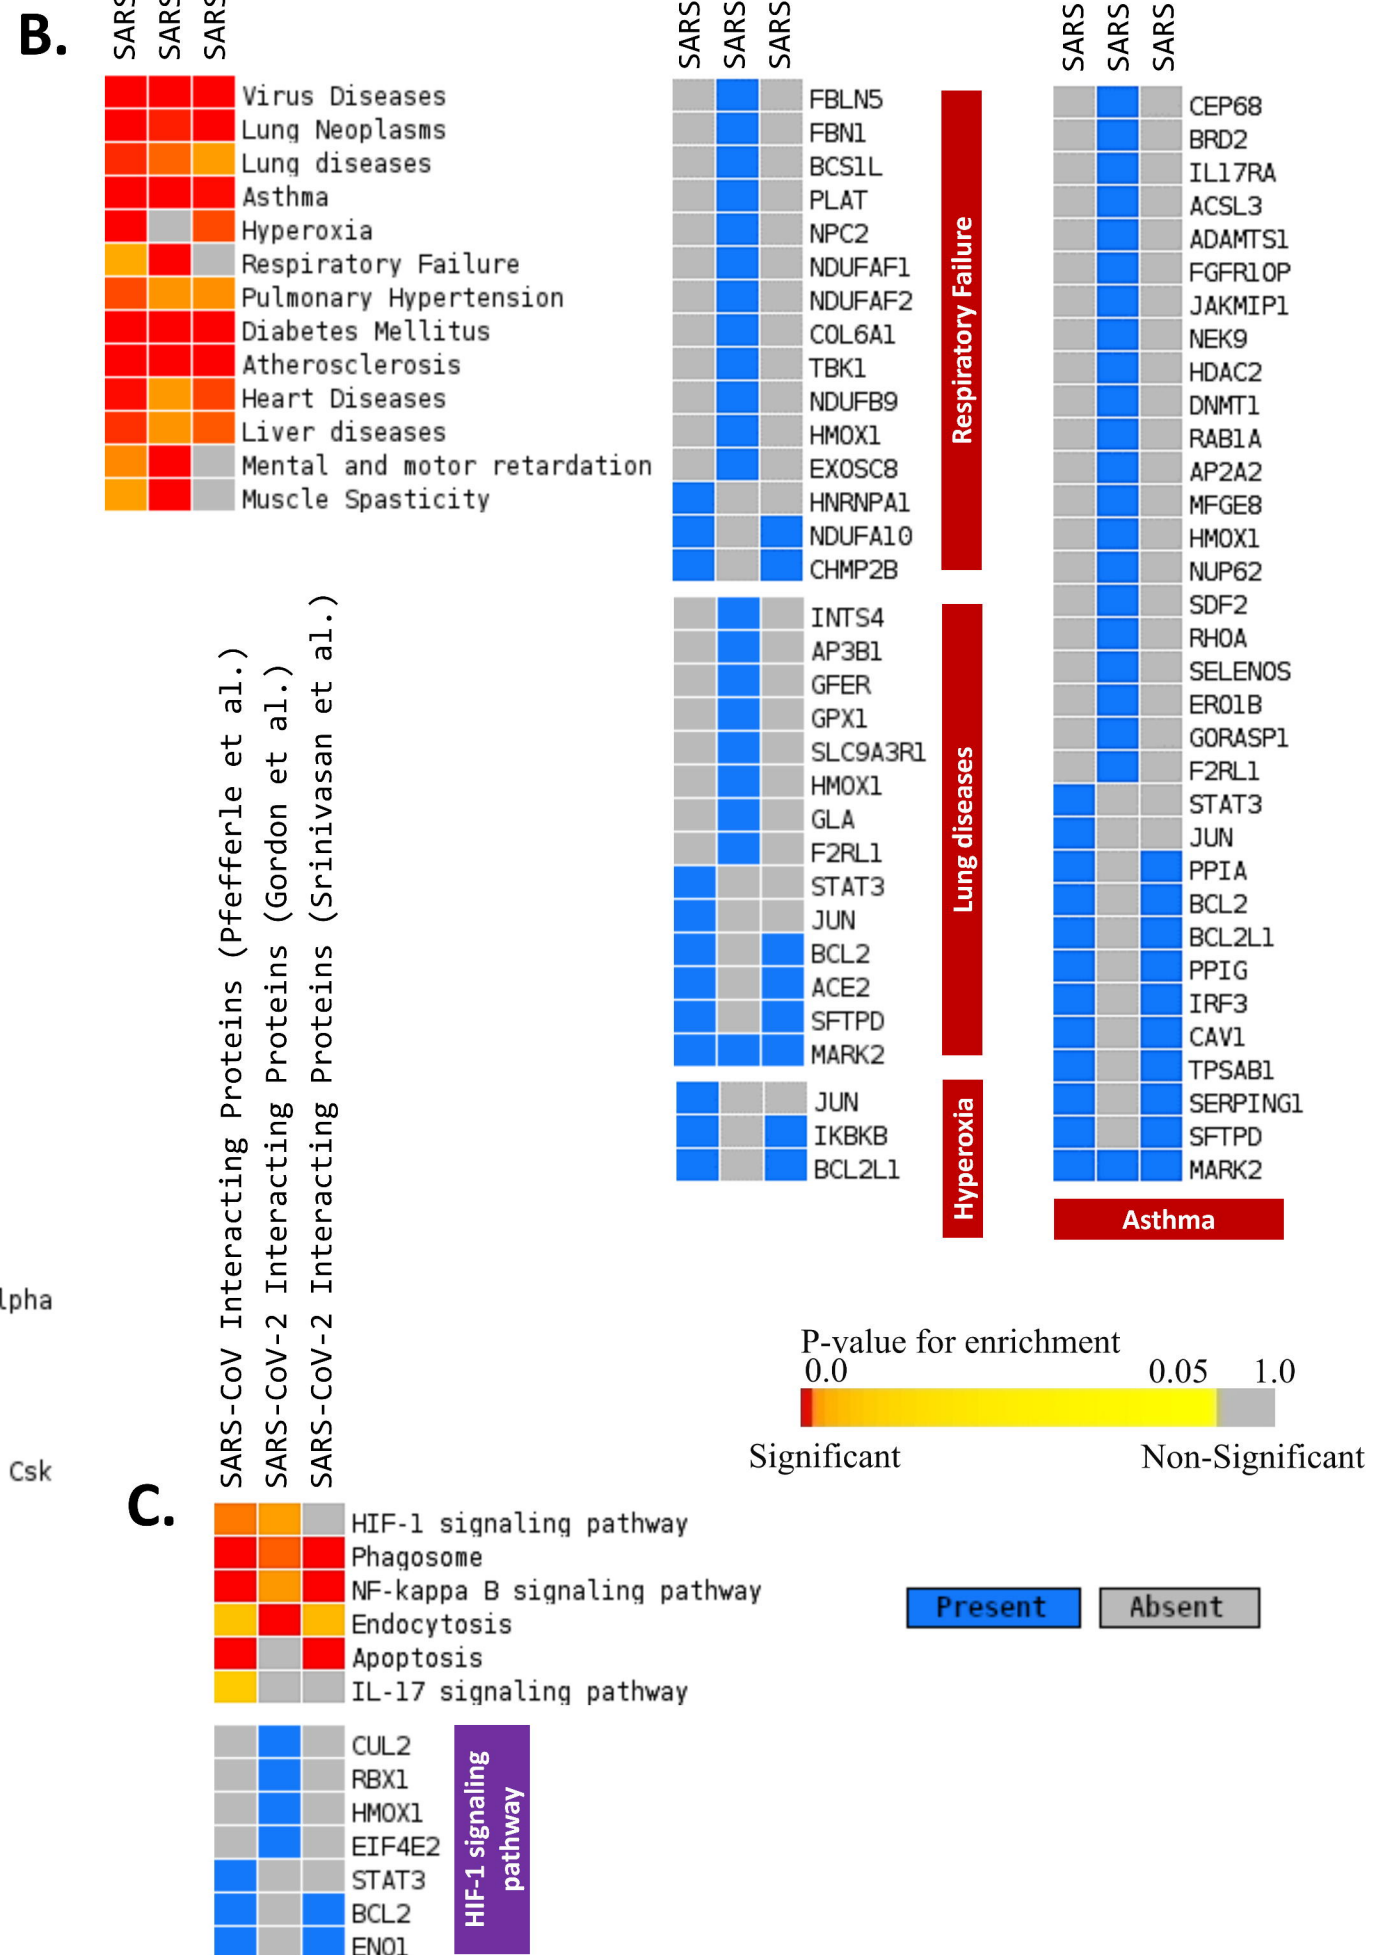 B.
SARS
SARS
SARS
Virus Diseases
Lung Neoplasms
Lung diseases
Asthma
Hyperoxia
Respiratory Failure
Pulmonary Hypertension
Diabetes Mellitus
Atherosclerosis
Heart Diseases
Liver diseases
Mental and motor retardation
Muscle Spasticity
SARS
SARS
SARS
FBLN5
FBN1
BCS1L
PLAT
NPC2
NDUFAF1
NDUFAF2
COL6A1
TBK1
NDUFB9
HMOX1
EXOSC8
HNRNPA1
NDUFA10
CHMP2B
Respiratory Failure
INTS4
AP3B1
GFER
GPX1
SLC9A3R1
HMOX1
GLA
F2RL1
STAT3
JUN
BCL2
ACE2
SFTPD
MARK2
Lung diseases
JUN
IKBKB
BCL2L1
Hyperoxia
SARS
SARS
SARS
CEP68
BRD2
IL17RA
ACSL3
ADAMTS1
FGFR1OP
JAKMIP1
NEK9
HDAC2
DNMT1
RAB1A
AP2A2
MFGE8
HMOX1
NUP62
SDF2
RHOA
SELENOS
ERO1B
GORASP1
F2RL1
STAT3
JUN
PPIA
BCL2
BCL2L1
PPIG
IRF3
CAV1
TPSAB1
SERPING1
SFTPD
MARK2
Asthma
lpha
Csk
P-value for enrichment
0.0 0.05 1.0
Significant Non-Significant
Present Absent
C.
SARS-CoV Interacting Proteins (Pfefferle et al.)
SARS-CoV-2 Interacting Proteins (Gordon et al.)
SARS-CoV-2 Interacting Proteins (Srinivasan et al.)
HIF-1 signaling pathway
Phagosome
NF-kappa B signaling pathway
Endocytosis
Apoptosis
IL-17 signaling pathway
CUL2
RBX1
HMOX1
EIF4E2
STAT3
BCL2
ENO1
HIF-1 signaling
pathway